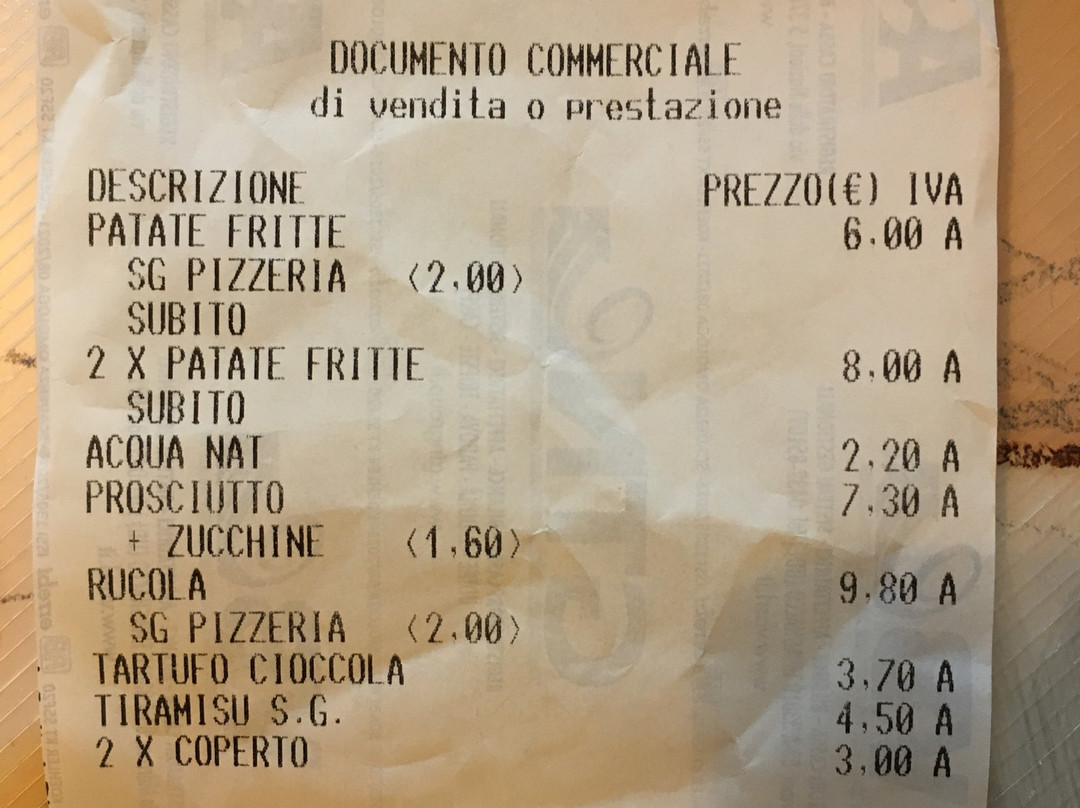 DOCUMENTO COMMERCIALE
di vendita o prestazione
DESCRIZIONE PREZZO(€) IVA
PATATE FRITTE 6.00 A
SG PIZZERIA (2,00)
SUBITO
2 X PATATE FRITTE 8,00 A
SUBITO
ACQUA NAT 2,20 A
PROSCIUTTO 7,30 A
+ ZUCCHINE (1,60)
RUCOLA 9,80 A
SG PIZZERIA (2,00)
TARTUFO CIOCCOLA 3,70 A
TIRAMISU S.G. 4,50 A
2 X COPERTO 3,00 A